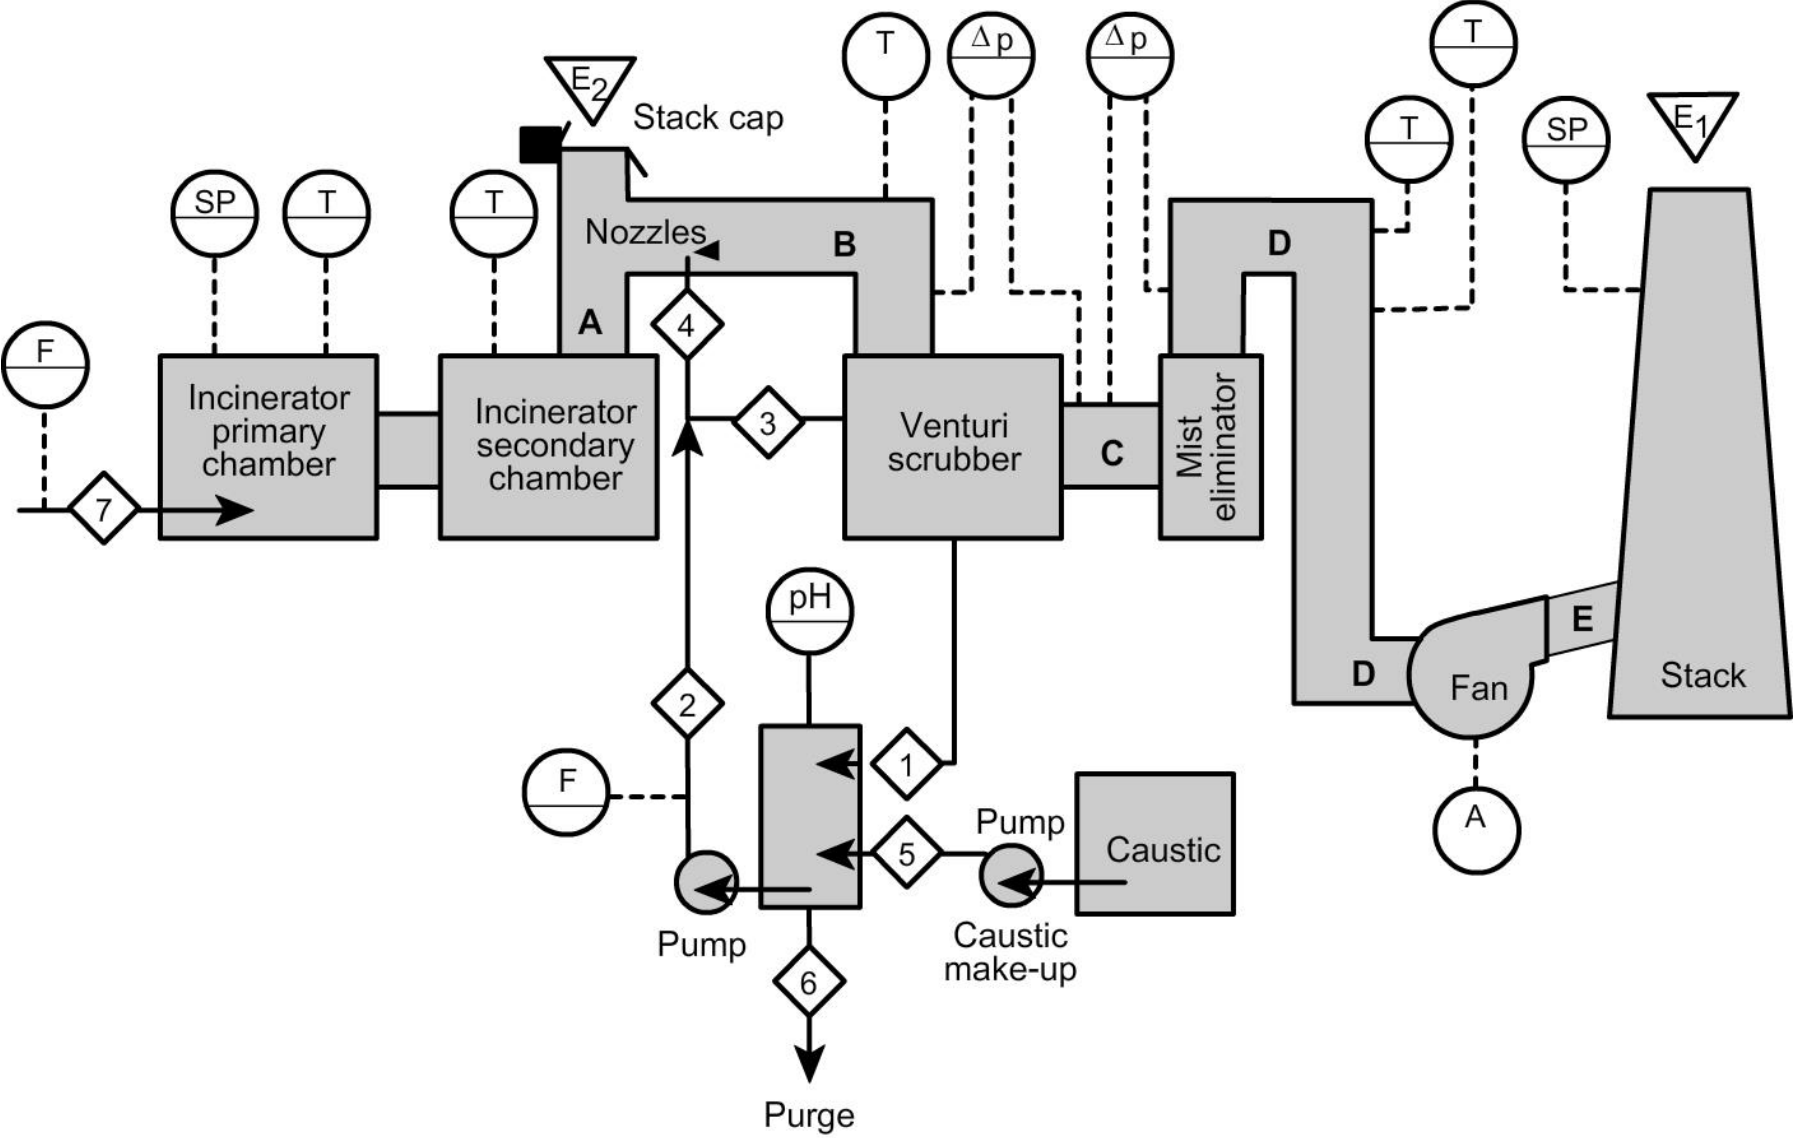 T
T
Δp
Δp
E2
Stack cap
T
SP
E1
SP
T
T
Nozzles
B
D
A
4
F
Incinerator
primary
chamber
Incinerator
secondary
chamber
3
Venturi
scrubber
C
Mist
eliminator
7
pH
E
2
D
Fan
Stack
F
1
Pump
A
5
Caustic
Pump
Caustic
make-up
6
Purge